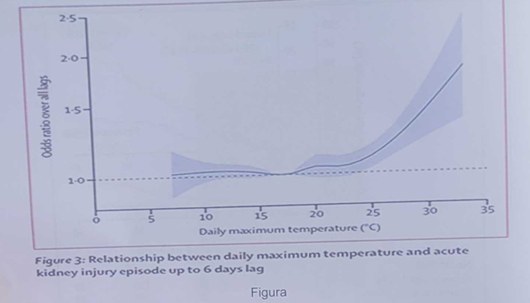 2·5
2·0
1·5
1·0
Odds ratio over all lags
0 5 10 15 20 25 30 35
Daily maximum temperature (°C)
Figure 3: Relationship between daily maximum temperature and acute
kidney injury episode up to 6 days lag
Figura